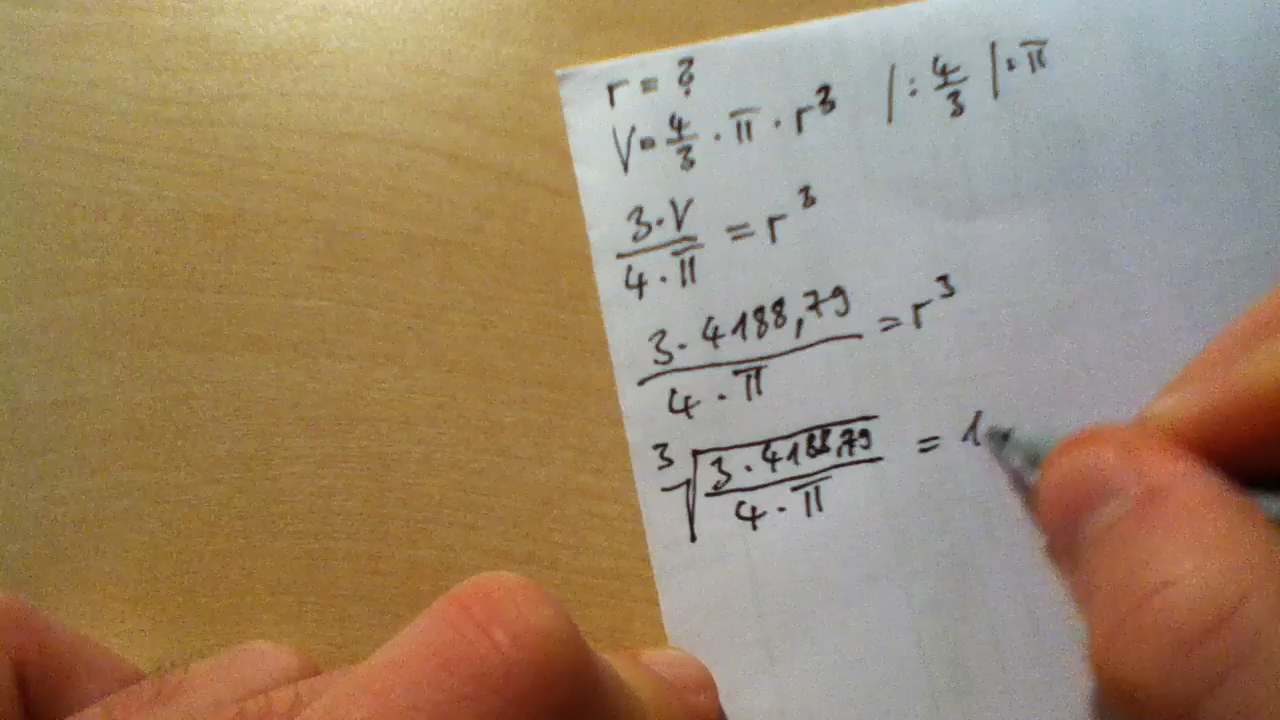 r = ?
V = 4/3 · π · r³ |: 4/3 |: π
3·V / 4·π = r³
3·4188,79 / 4·π = r³
³√(3·4188,79 / 4·π) = 1